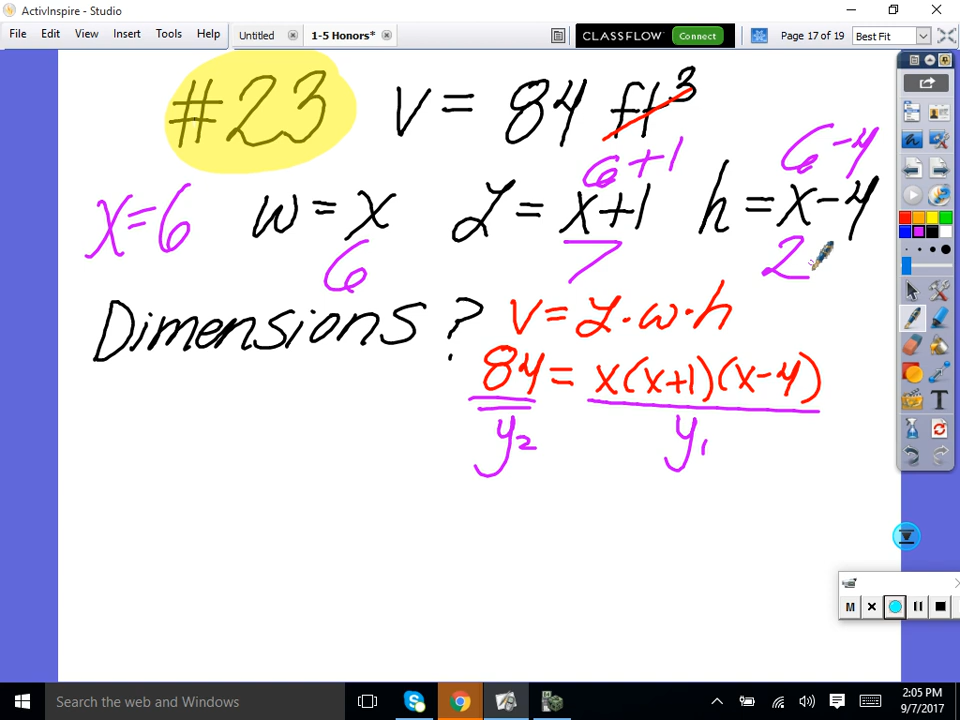 ActivInspire - Studio
File Edit View Insert Tools Help Untitled 1-5 Honors* CLASSFLOW Connect Page 17 of 19 Best Fit
#23 V = 84 ft³
6+1 6-4
x=6 w = x l = x+1 h = x-4
6 7 2
Dimensions? V = l·w·h
84 = x(x+1)(x-4)
y₂ y₁
M
Search the web and Windows
2:05 PM
9/7/2017